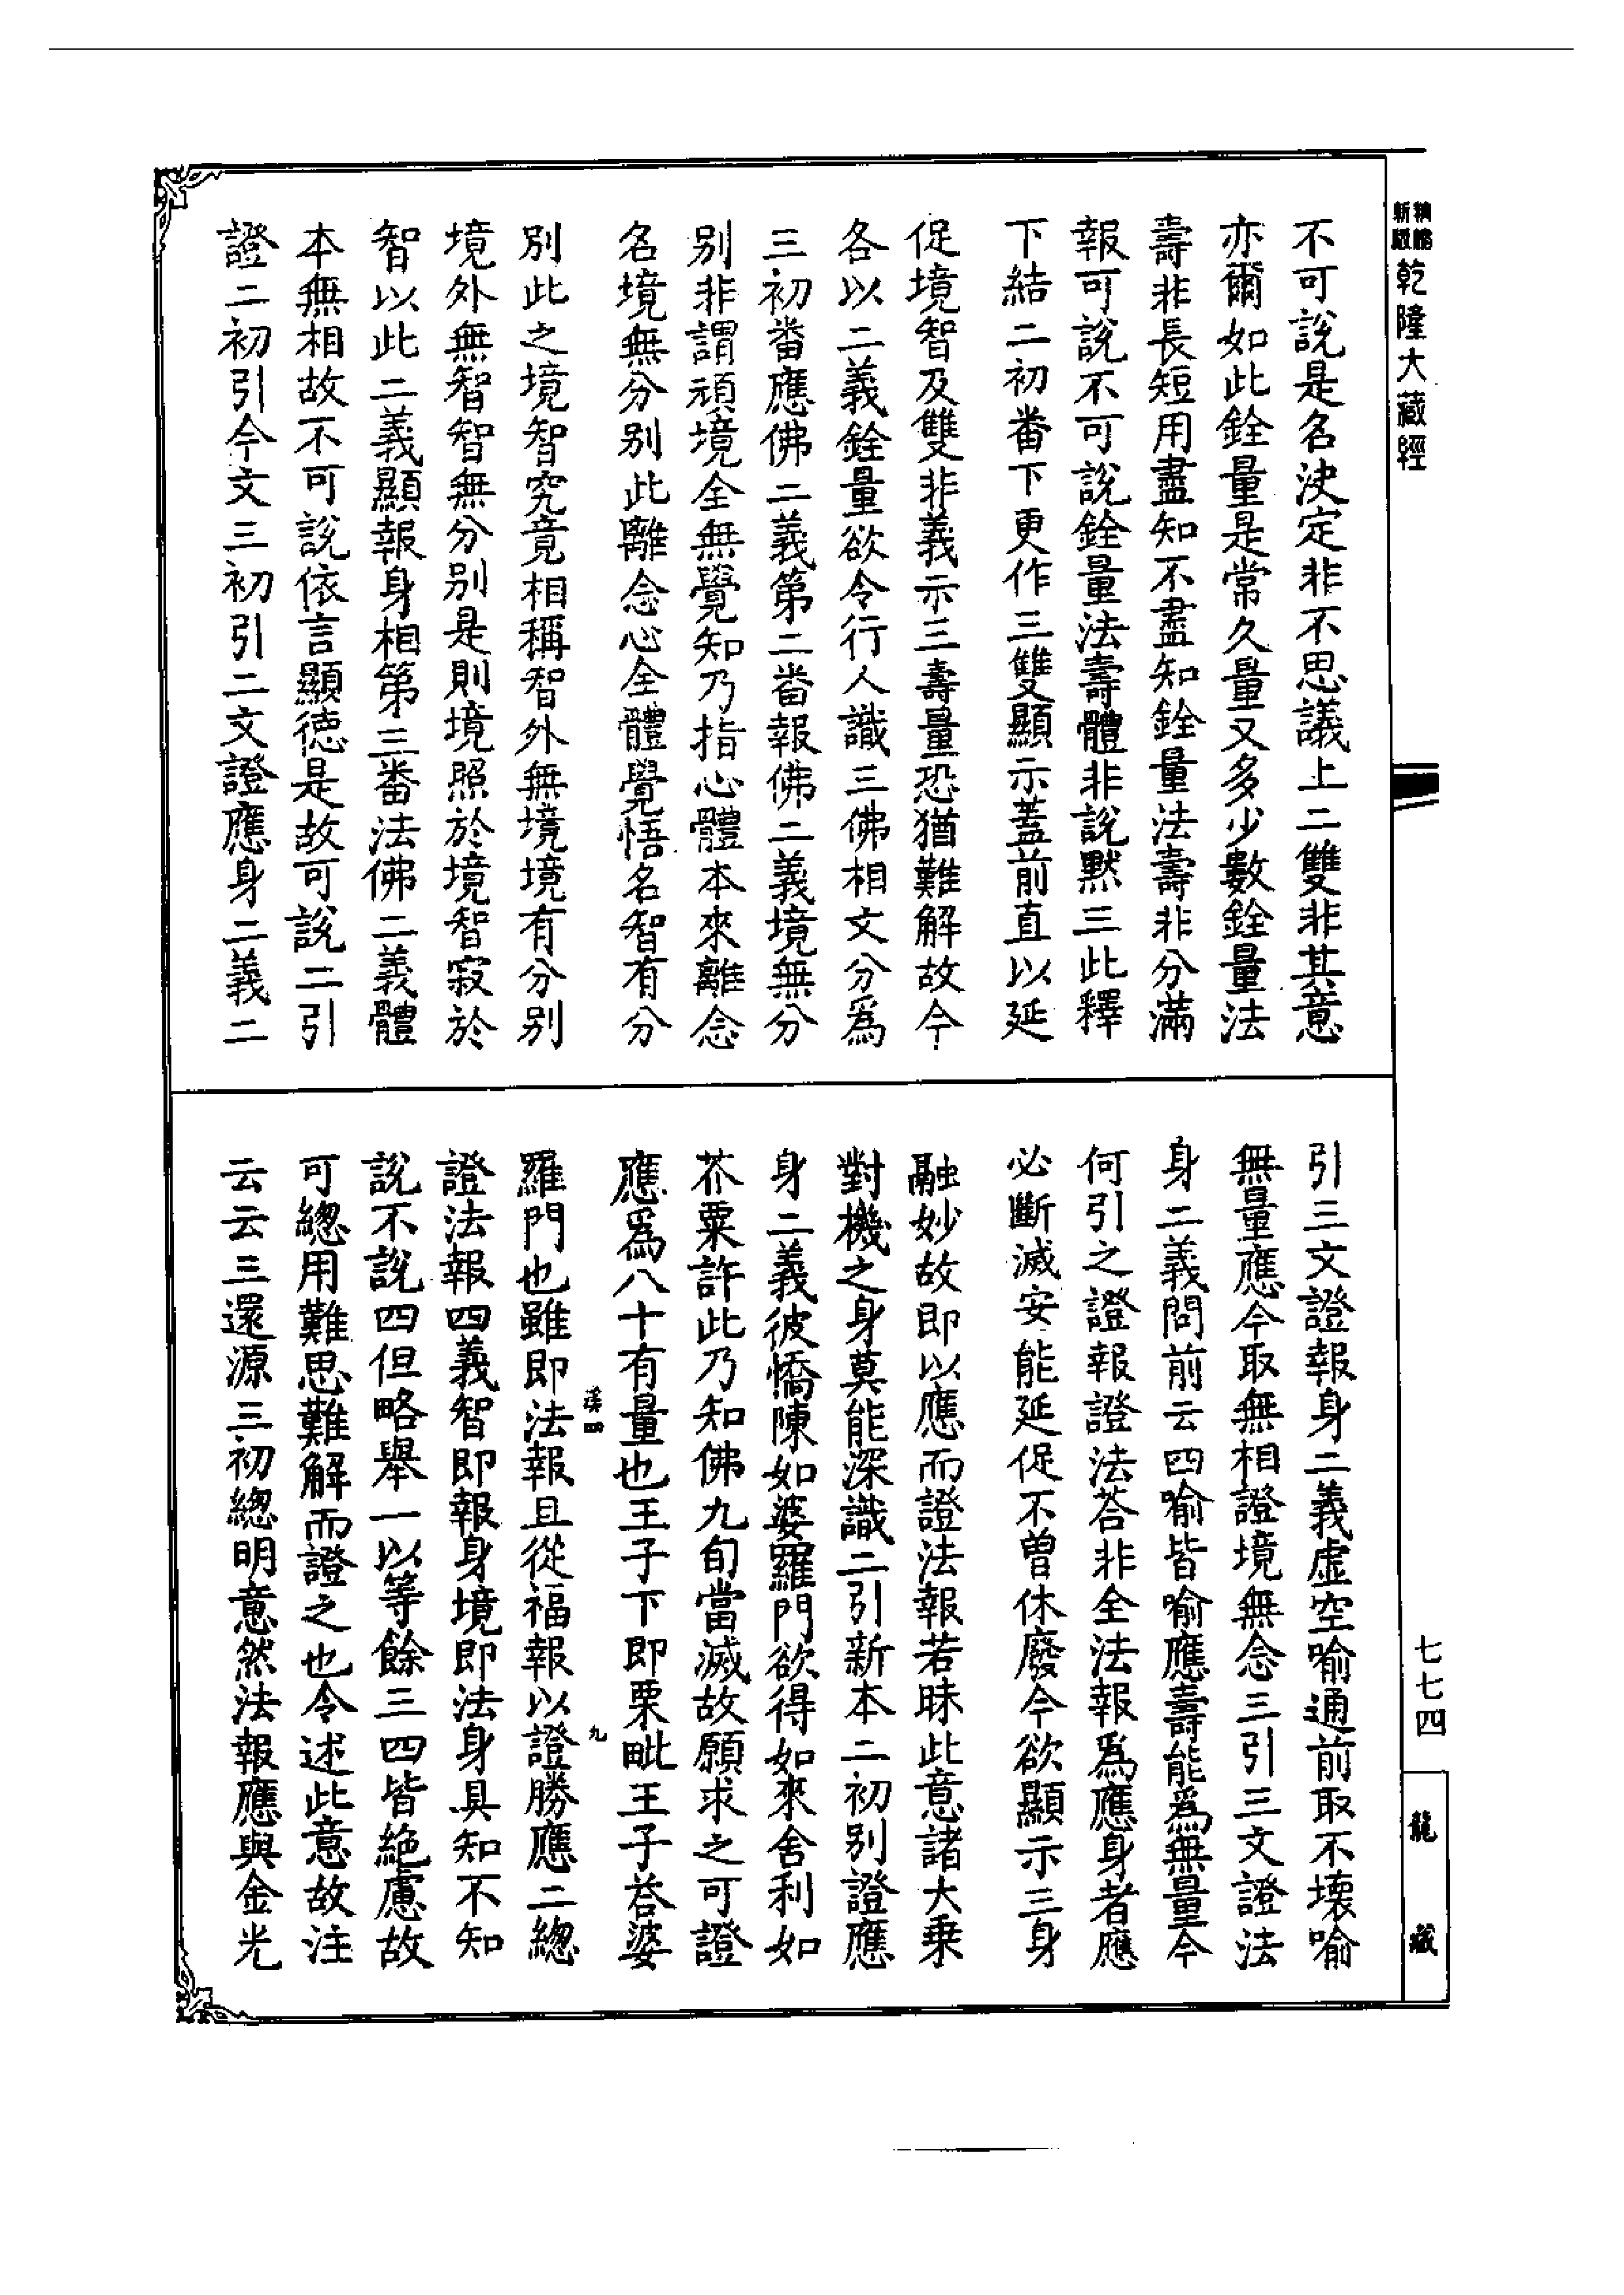 精縮新版乾隆大藏經
不可說是名決定非不思議上二雙非其意
亦爾如此銓量是常久量又多少數銓量法
壽非長短用盡知不盡知銓量法壽非分滿
報可說不可說銓量法壽體非說默三此釋
下結二初番下更作三雙顯示蓋前直以延
促境智及雙非義示三壽量恐猶難解故今
各以二義銓量欲令行人識三佛相文分爲
三初番應佛二義第二番報佛二義境無分
別非謂頑境全無覺知乃指心體本來離念
名境無分別此離念心全體覺悟名智有分
別此之境智究竟相稱智外無境境有分別
境外無智智無分別是則境照於境智寂於
智以此二義顯報身相第三番法佛二義體
本無相故不可說依言顯德是故可說二引
證二初引今文三初引二文證應身二義二
引三文證報身二義虛空喻通前取不壞喻
無量應今取無相證境無念三引三文證法
身二義問前云四喻皆喻應壽能爲無量今
何引之證報證法荅非全法報爲應身者應
必斷滅安能延促不曾休廢今欲顯示三身
融妙故即以應而證法報若昧此意諸大乗
對機之身莫能深識二引新本二初別證應
身二義彼憍陳如婆羅門欲得如來舍利如
芥粟許此乃知佛九旬當滅故願求之可證
應爲八十有量也王子下即栗毗王子荅婆
羅門也雖即法報且從福報以證勝應二總
證法報四義智即報身境即法身具知不知
說不說四但略舉一以等餘三四皆絶慮故
可總用難思難解而證之也令述此意故注
云云三還源三初總明意然法報應與金光
漢四
九
七七四
龍藏